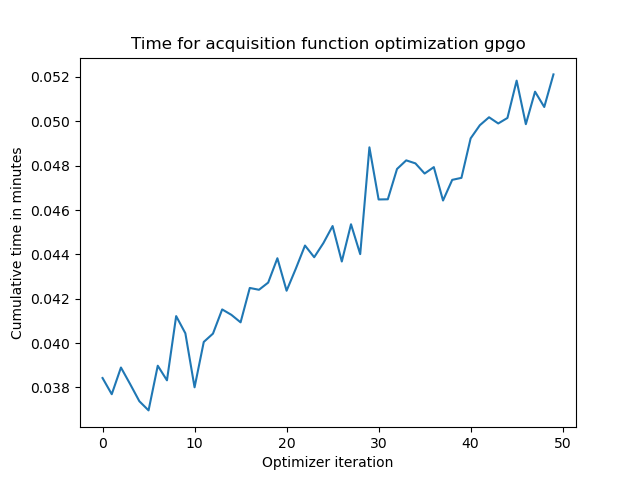 Time for acquisition function optimization gpgo
0.052
0.050
0.048
0.046
0.044
0.042
0.040
0.038
Cumulative time in minutes
0 10 20 30 40 50
Optimizer iteration